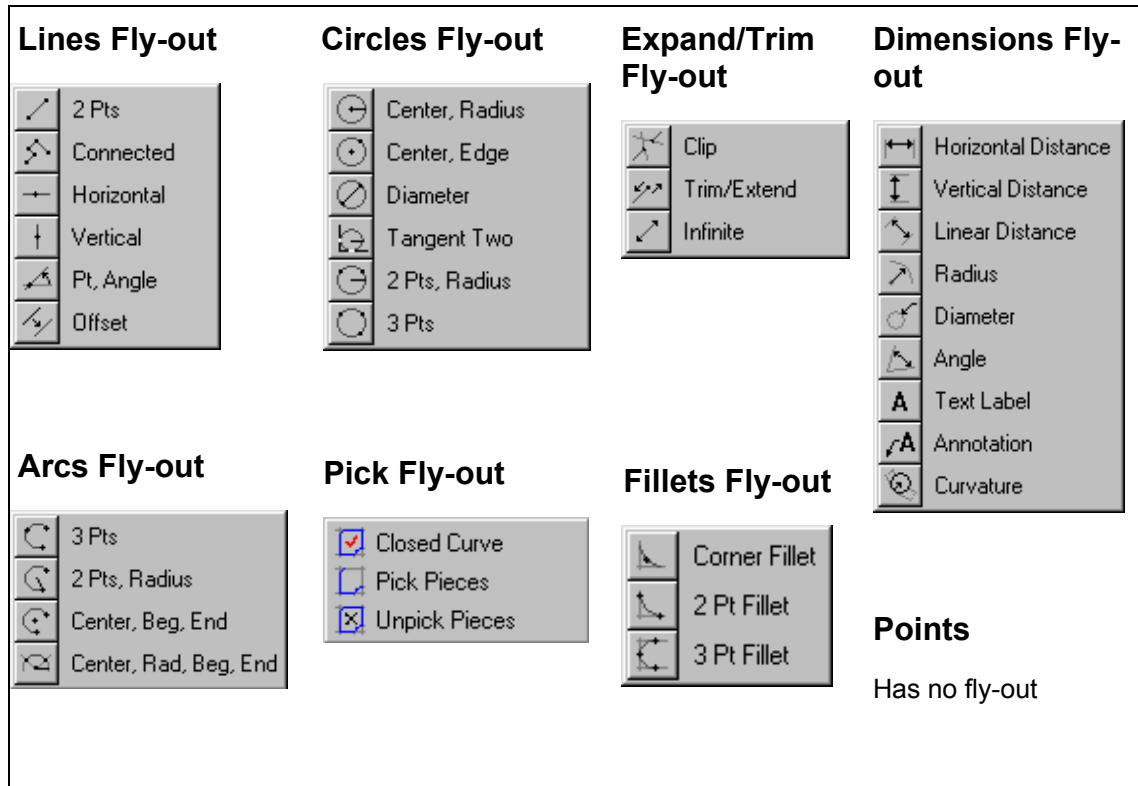 Lines Fly-out
2 Pts
Connected
Horizontal
Vertical
Pt, Angle
Offset
Circles Fly-out
Center, Radius
Center, Edge
Diameter
Tangent Two
2 Pts, Radius
3 Pts
Expand/Trim
Fly-out
Clip
Trim/Extend
Infinite
Dimensions Fly-
out
Horizontal Distance
Vertical Distance
Linear Distance
Radius
Diameter
Angle
A Text Label
A Annotation
Curvature
Arcs Fly-out
3 Pts
2 Pts, Radius
Center, Beg, End
Center, Rad, Beg, End
Pick Fly-out
Closed Curve
Pick Pieces
Unpick Pieces
Fillets Fly-out
Corner Fillet
2 Pt Fillet
3 Pt Fillet
Points
Has no fly-out